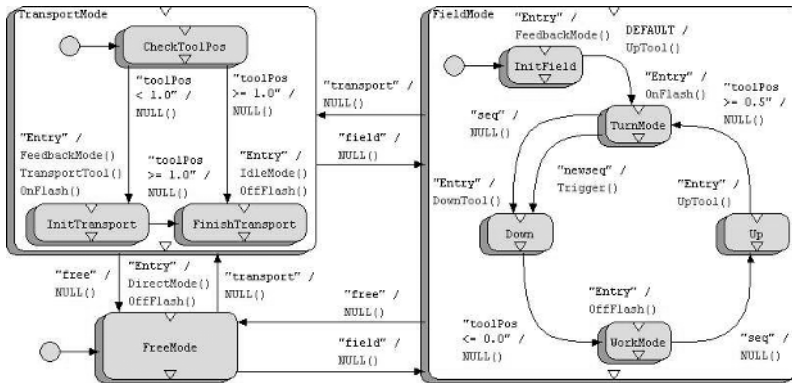 TransportMode
CheckToolPos
"toolPos
< 1.0" /
NULL()
"toolPos
>= 1.0" /
NULL()
"Entry" /
FeedbackMode()
TransportTool()
OnFlash()
"toolPos
>= 1.0" /
NULL()
"Entry" /
IdleMode()
OffFlash()
InitTransport
FinishTransport
"transport" /
NULL()
"field" /
NULL()
"free" /
NULL()
"Entry" /
DirectMode()
OffFlash()
"transport" /
NULL()
FreeMode
"free" /
NULL()
"field" /
NULL()
FieldMode
"Entry" /
FeedbackMode()
InitField
DEFAULT /
UpTool()
"Entry" /
OnFlash()
"toolPos
>= 0.5" /
NULL()
TurnMode
"seq" /
NULL()
"newseq" /
Trigger()
"Entry" /
DownTool()
"Entry" /
UpTool()
Down
Up
"Entry" /
OffFlash()
"toolPos
<= 0.0" /
NULL()
WorkMode
"seq" /
NULL()